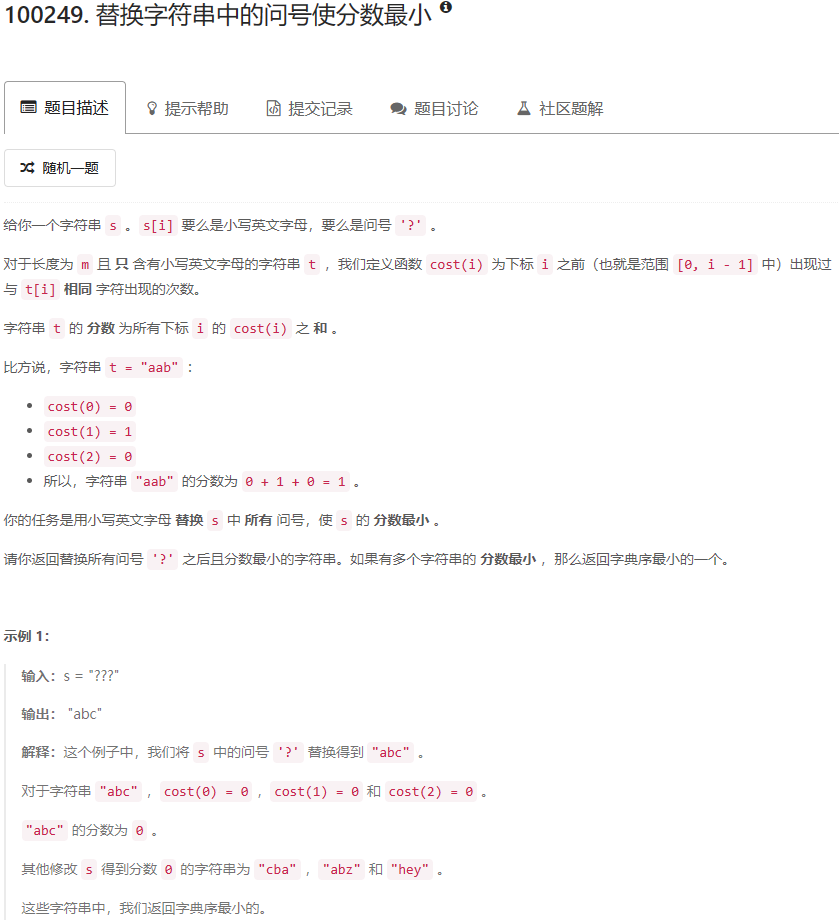 100249. 替换字符串中的问号使分数最小
题目描述 提示帮助 提交记录 题目讨论 社区题解
随机一题
给你一个字符串 s 。s[i] 要么是小写英文字母，要么是问号 '?' 。
对于长度为 m 且 只 含有小写英文字母的字符串 t ，我们定义函数 cost(i) 为下标 i 之前（也就是范围 [0, i - 1] 中）出现过
与 t[i] 相同 字符出现的次数。
字符串 t 的 分数 为所有下标 i 的 cost(i) 之 和 。
比方说，字符串 t = "aab" ：
• cost(0) = 0
• cost(1) = 1
• cost(2) = 0
• 所以，字符串 "aab" 的分数为 0 + 1 + 0 = 1 。
你的任务是用小写英文字母 替换 s 中 所有 问号，使 s 的 分数最小 。
请你返回替换所有问号 '?' 之后且分数最小的字符串。如果有多个字符串的 分数最小 ，那么返回字典序最小的一个。
示例 1：
输入：s = "???"
输出： "abc"
解释：这个例子中，我们将 s 中的问号 '?' 替换得到 "abc" 。
对于字符串 "abc" ，cost(0) = 0 ，cost(1) = 0 和 cost(2) = 0 。
"abc" 的分数为 0 。
其他修改 s 得到分数 0 的字符串为 "cba" ，"abz" 和 "hey" 。
这些字符串中，我们返回字典序最小的。